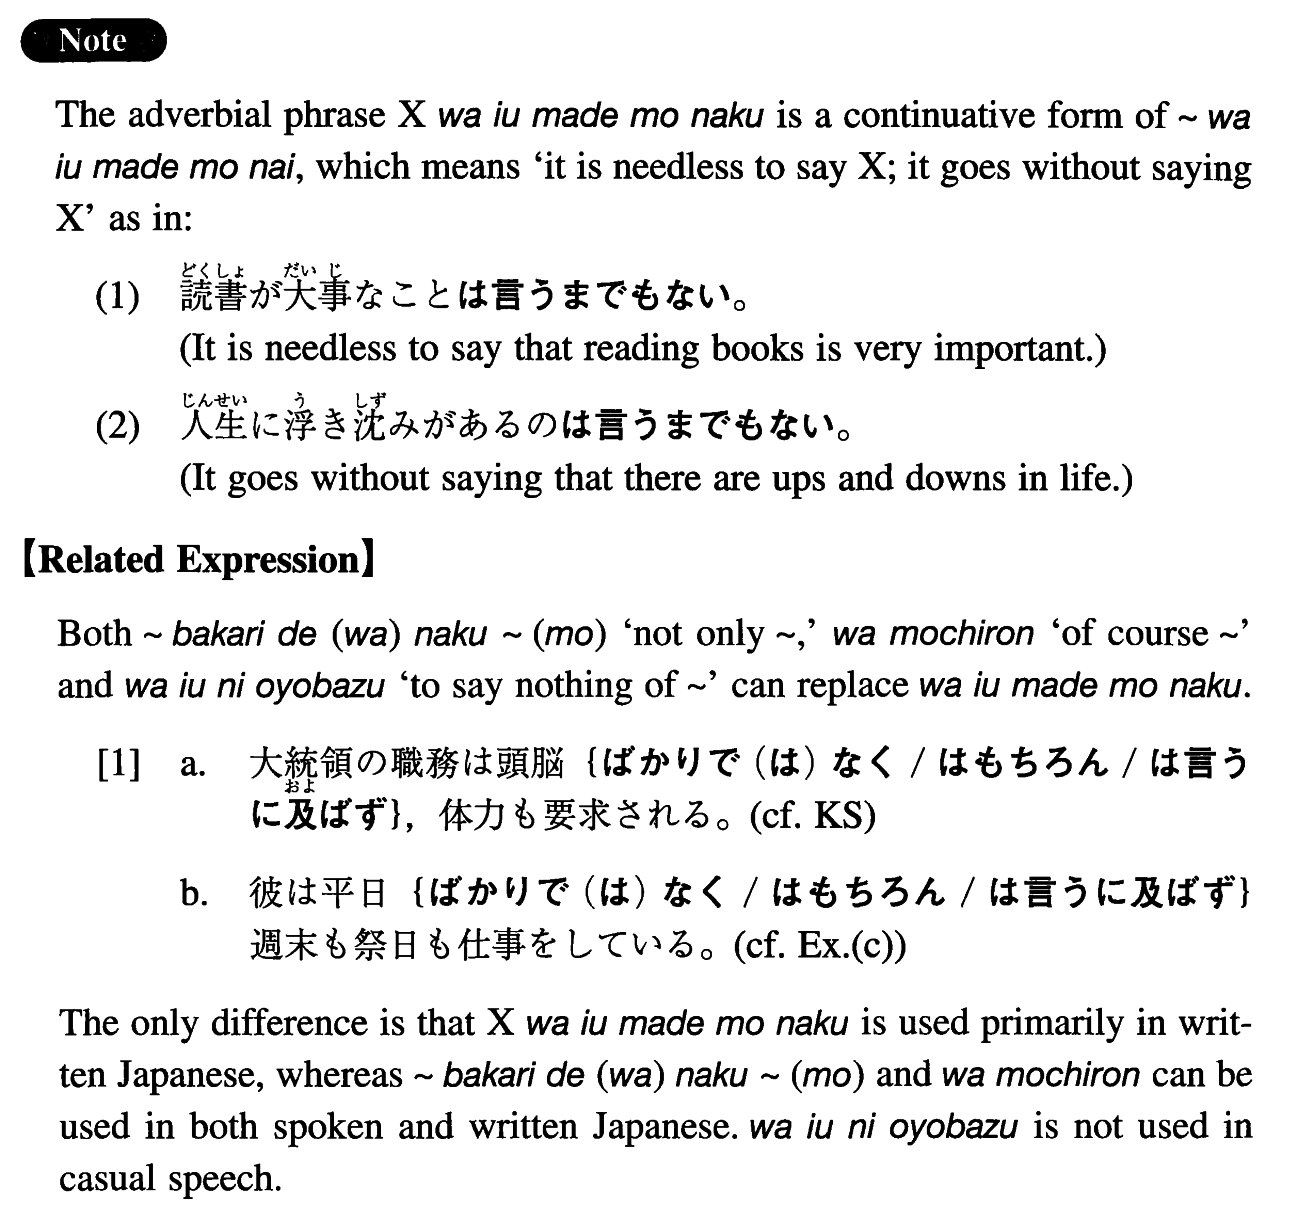 Note
The adverbial phrase X wa iu made mo naku is a continuative form of ~ wa
iu made mo nai, which means ‘it is needless to say X; it goes without saying
X’ as in:
どくしょ だいじ
(1) 読書が大事なことは言うまでもない。
(It is needless to say that reading books is very important.)
じんせい う しず
(2) 人生に浮き沈みがあるのは言うまでもない。
(It goes without saying that there are ups and downs in life.)
【Related Expression】
Both ~ bakari de (wa) naku ~ (mo) ‘not only ~,’ wa mochiron ‘of course ~’
and wa iu ni oyobazu ‘to say nothing of ~’ can replace wa iu made mo naku.
[1] a. 大統領の職務は頭脳 {ばかりで (は) なく / はもちろん / は言う
およ
に及ばず}, 体力も要求される。(cf. KS)
b. 彼は平日 {ばかりで (は) なく / はもちろん / は言うに及ばず}
週末も祭日も仕事をしている。(cf. Ex.(c))
The only difference is that X wa iu made mo naku is used primarily in writ-
ten Japanese, whereas ~ bakari de (wa) naku ~ (mo) and wa mochiron can be
used in both spoken and written Japanese. wa iu ni oyobazu is not used in
casual speech.